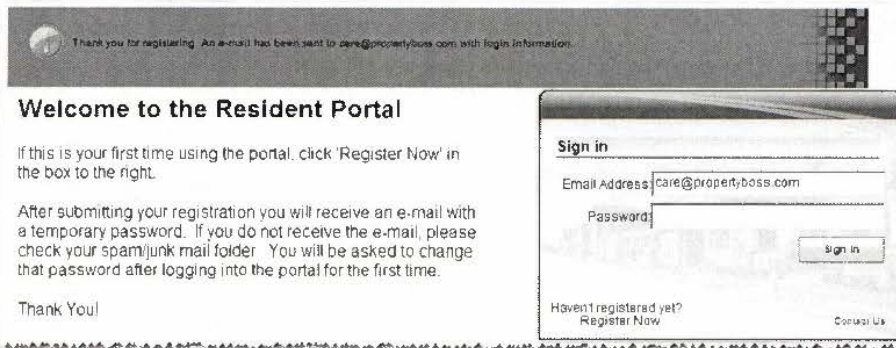 Thank you for registering. An e-mail has been sent to care@propertyboss.com with login information.
Welcome to the Resident Portal
If this is your first time using the portal, click 'Register Now' in
the box to the right.
After submitting your registration you will receive an e-mail with
a temporary password. If you do not receive the e-mail, please
check your spam/junk mail folder. You will be asked to change
that password after logging into the portal for the first time.
Thank You!
Sign in
Email Address: care@propertyboss.com
Password:
Sign In
Haven't registered yet?
Register Now
Contact Us